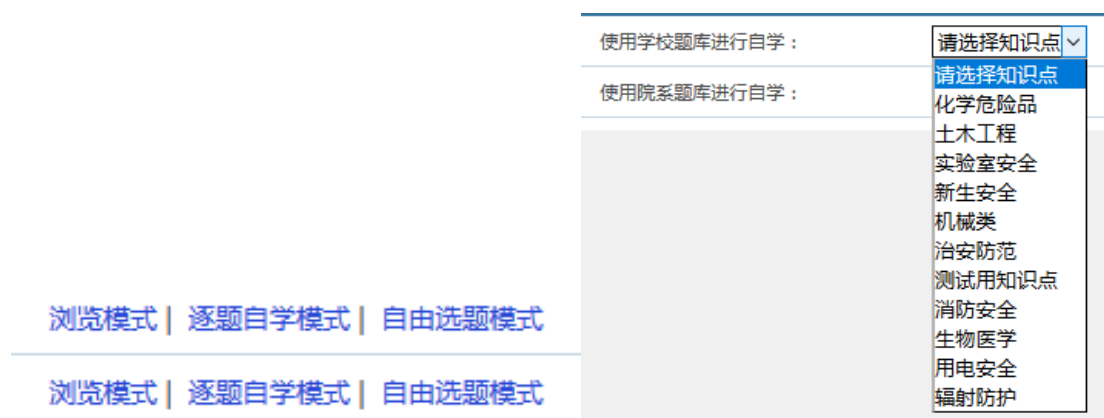 使用学校题库进行自学：
请选择知识点
请选择知识点
使用院系题库进行自学：
化学危险品
土木工程
实验室安全
新生安全
机械类
治安防范
测试用知识点
消防安全
生物医学
用电安全
辐射防护
浏览模式 | 逐题自学模式 | 自由选题模式
浏览模式 | 逐题自学模式 | 自由选题模式